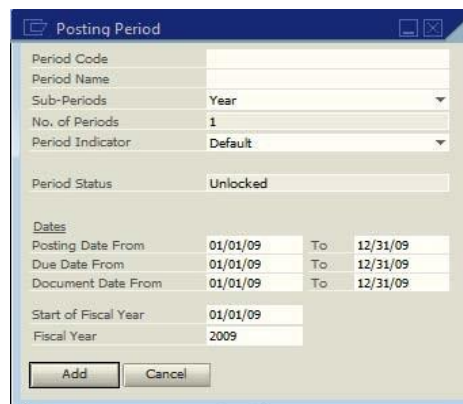 Posting Period
Period Code
Period Name
Sub-Periods Year
No. of Periods 1
Period Indicator Default
Period Status Unlocked
Dates
Posting Date From 01/01/09 To 12/31/09
Due Date From 01/01/09 To 12/31/09
Document Date From 01/01/09 To 12/31/09
Start of Fiscal Year 01/01/09
Fiscal Year 2009
Add Cancel